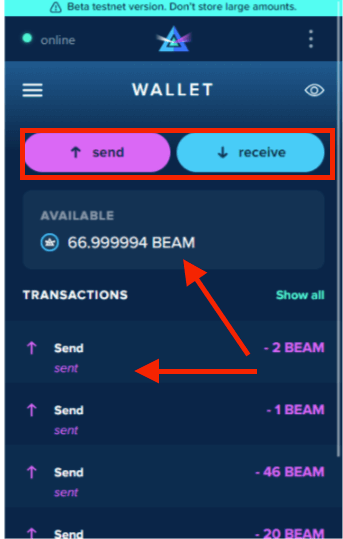 Beta testnet version. Don't store large amounts.
online
WALLET
send receive
AVAILABLE
66.999994 BEAM
TRANSACTIONS Show all
Send - 2 BEAM
sent
Send - 1 BEAM
sent
Send - 46 BEAM
sent
Send - 20 BEAM